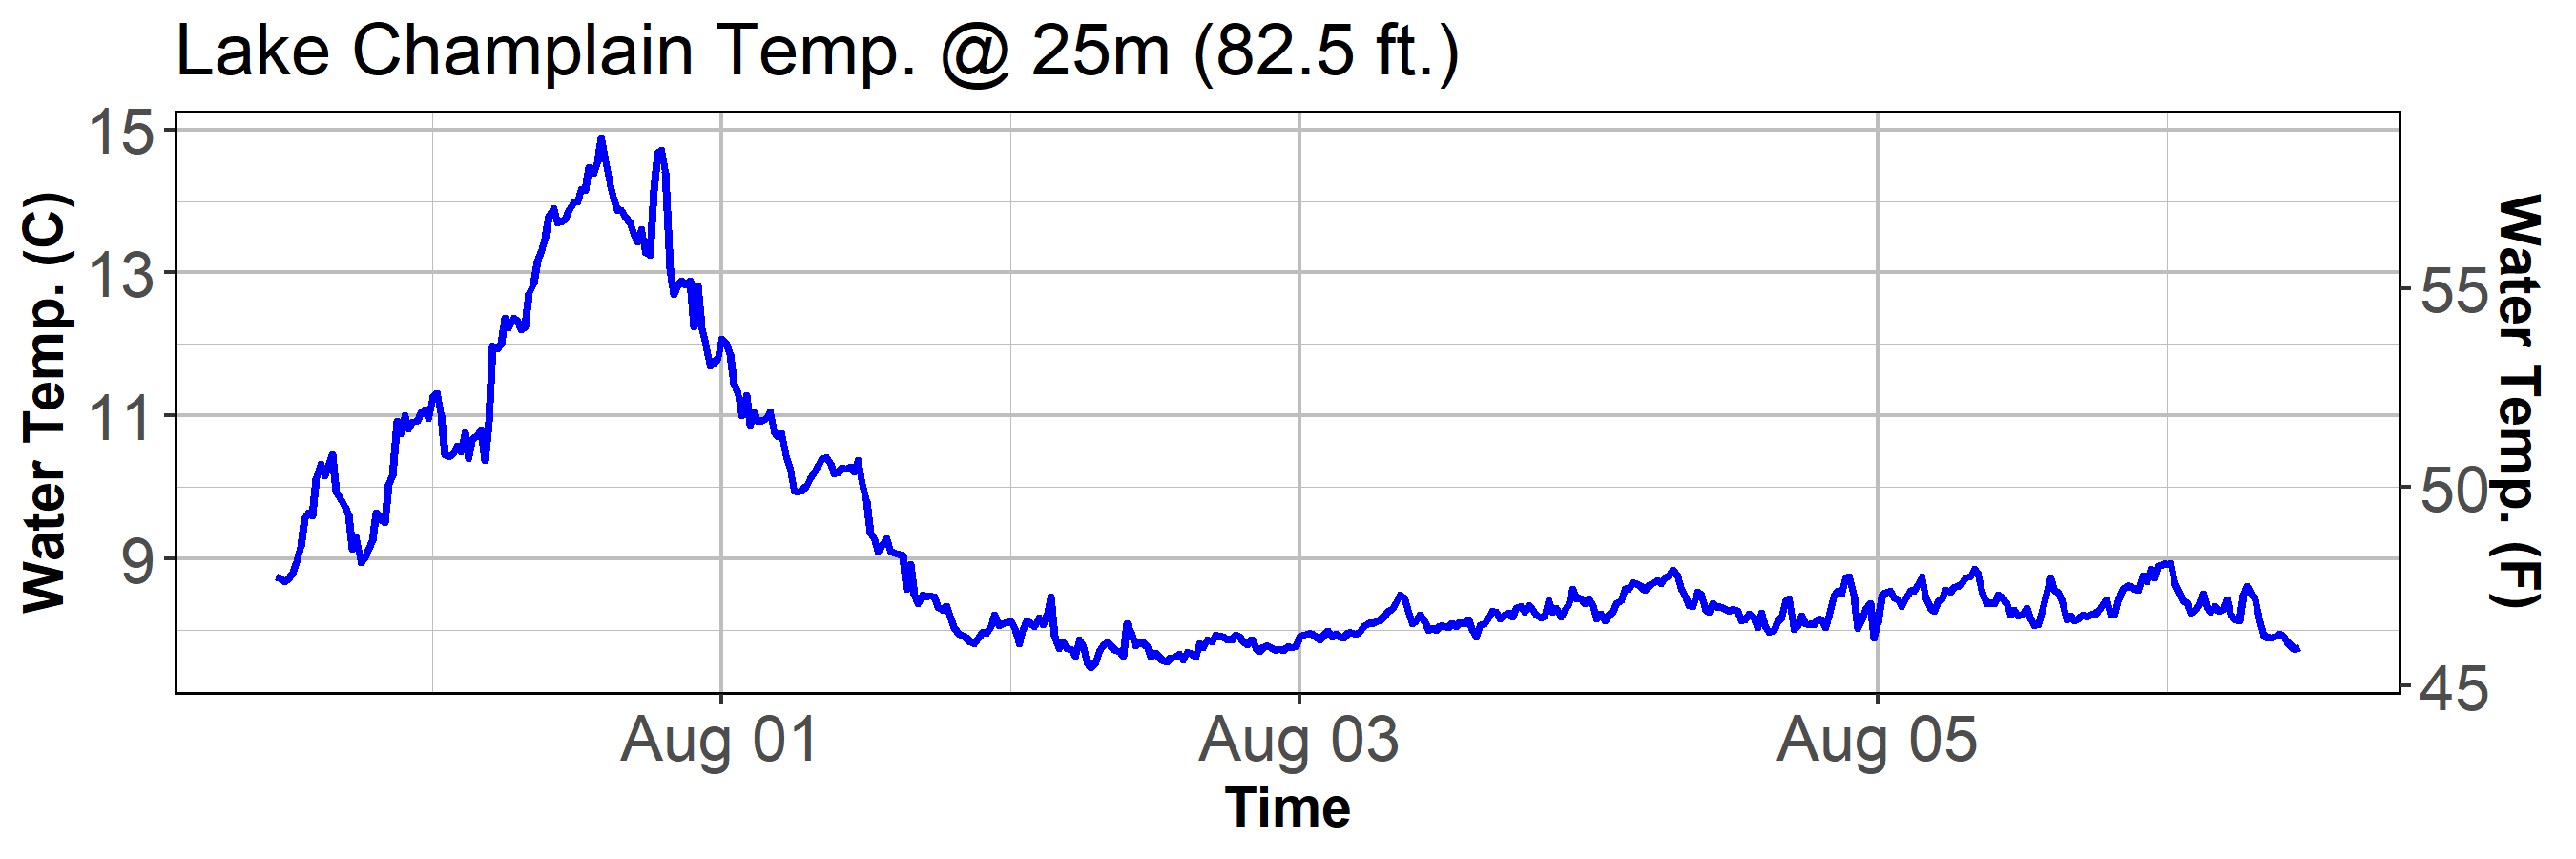 Lake Champlain Temp. @ 25m (82.5 ft.)
Water Temp. (C)
15
13
11
9
55
50
45
Water Temp. (F)
Aug 01
Aug 03
Aug 05
Time